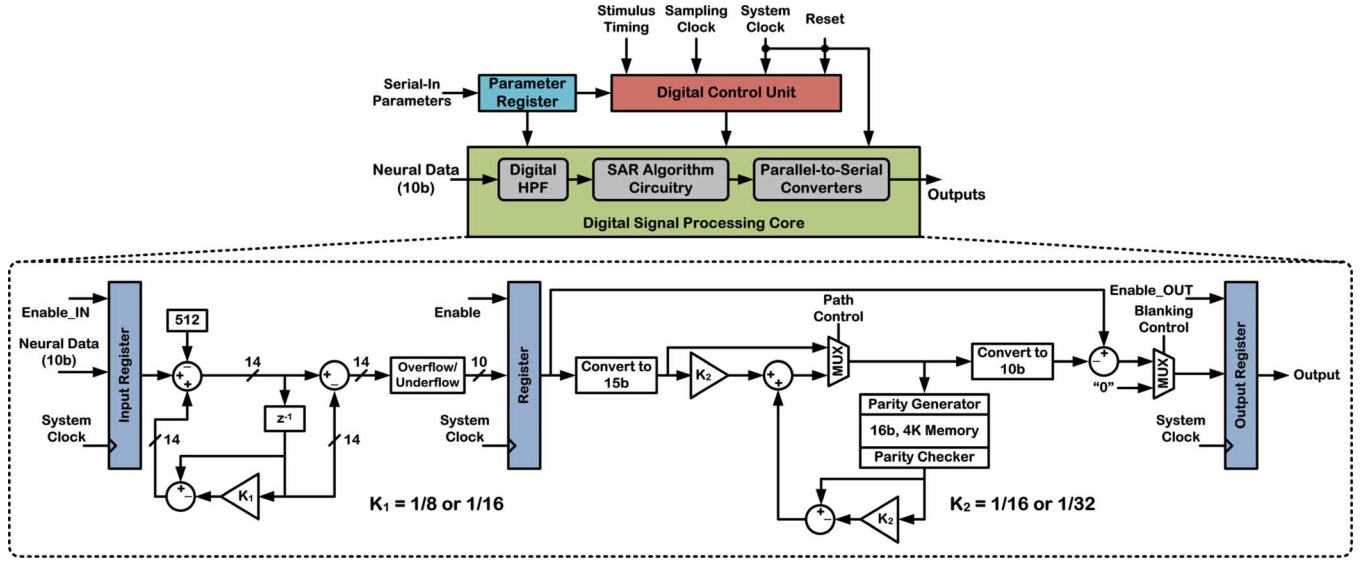 Stimulus
Timing
Sampling
Clock
System
Clock
Reset
Serial-In
Parameters
Parameter
Register
Digital Control Unit
Neural Data
(10b)
Digital
HPF
SAR Algorithm
Circuitry
Parallel-to-Serial
Converters
Outputs
Digital Signal Processing Core
Enable_IN
Neural Data
(10b)
System
Clock
Input Register
512
−
+
+
14
+
−
14
Overflow/
Underflow
10
z-1
14
14
+
−
K1
K1 = 1/8 or 1/16
Enable
System
Clock
Register
Convert to
15b
K2
+
+
Path
Control
MUX
Parity Generator
16b, 4K Memory
Parity Checker
+
−
K2
K2 = 1/16 or 1/32
Convert to
10b
+
−
Enable_OUT
Blanking
Control
MUX
“0”
System
Clock
Output Register
Output